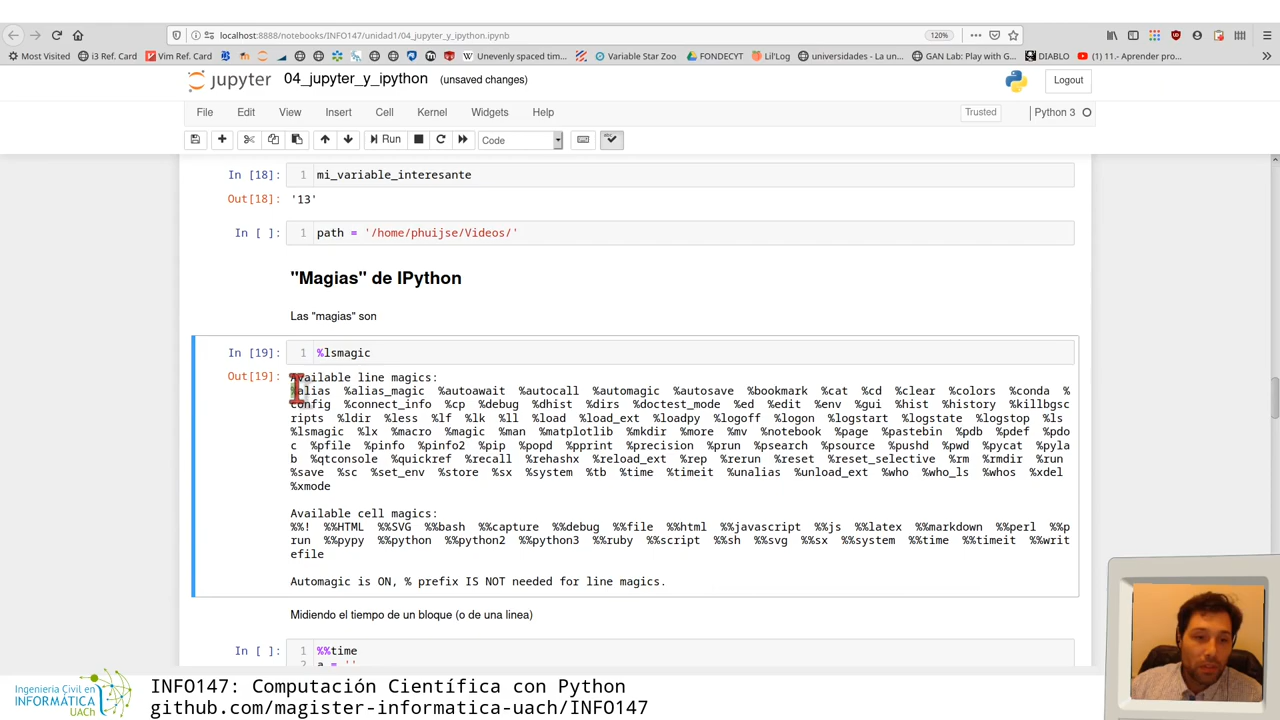 localhost:8888/notebooks/INFO147/unidad1/04_jupyter_y_ipython.ipynb 120%
Most Visited i3 Ref. Card Vim Ref. Card Unevenly spaced tim... Variable Star Zoo FONDECYT Lil'Log universidades - La un... GAN Lab: Play with G... DIABLO (1) 11.- Aprender pro...
jupyter 04_jupyter_y_ipython (unsaved changes) Logout
File Edit View Insert Cell Kernel Widgets Help Trusted Python 3
Run Code
In [18]: 1 mi_variable_interesante
Out[18]: '13'
In [ ]: 1 path = '/home/phuijse/Videos/'
"Magias" de IPython
Las "magias" son
In [19]: 1 %lsmagic
Out[19]: Available line magics:
%alias %alias_magic %autoawait %autocall %automagic %autosave %bookmark %cat %cd %clear %colors %conda %
config %connect_info %cp %debug %dhist %dirs %doctest_mode %ed %edit %env %gui %hist %history %killbgsc
ripts %ldir %less %lf %lk %ll %load %load_ext %loadpy %logoff %logon %logstart %logstate %logstop %ls
%lsmagic %lx %macro %magic %man %matplotlib %mkdir %more %mv %notebook %page %pastebin %pdb %pdef %pdo
c %pfile %pinfo %pinfo2 %pip %popd %pprint %precision %prun %psearch %psource %pushd %pwd %pycat %pyla
b %qtconsole %quickref %recall %rehashx %reload_ext %rep %rerun %reset %reset_selective %rm %rmdir %run
%save %sc %set_env %store %sx %system %tb %time %timeit %unalias %unload_ext %who %who_ls %whos %xdel
%xmode
Available cell magics:
%%! %%HTML %%SVG %%bash %%capture %%debug %%file %%html %%javascript %%js %%latex %%markdown %%perl %%p
run %%pypy %%python %%python2 %%python3 %%ruby %%script %%sh %%svg %%sx %%system %%time %%timeit %%writ
efile
Automagic is ON, % prefix IS NOT needed for line magics.
Midiendo el tiempo de un bloque (o de una linea)
In [ ]: 1 %%time
2 a = ''
Ingeniería Civil en
INFORMÁTICA
UACh
INFO147: Computación Científica con Python
github.com/magister-informatica-uach/INFO147